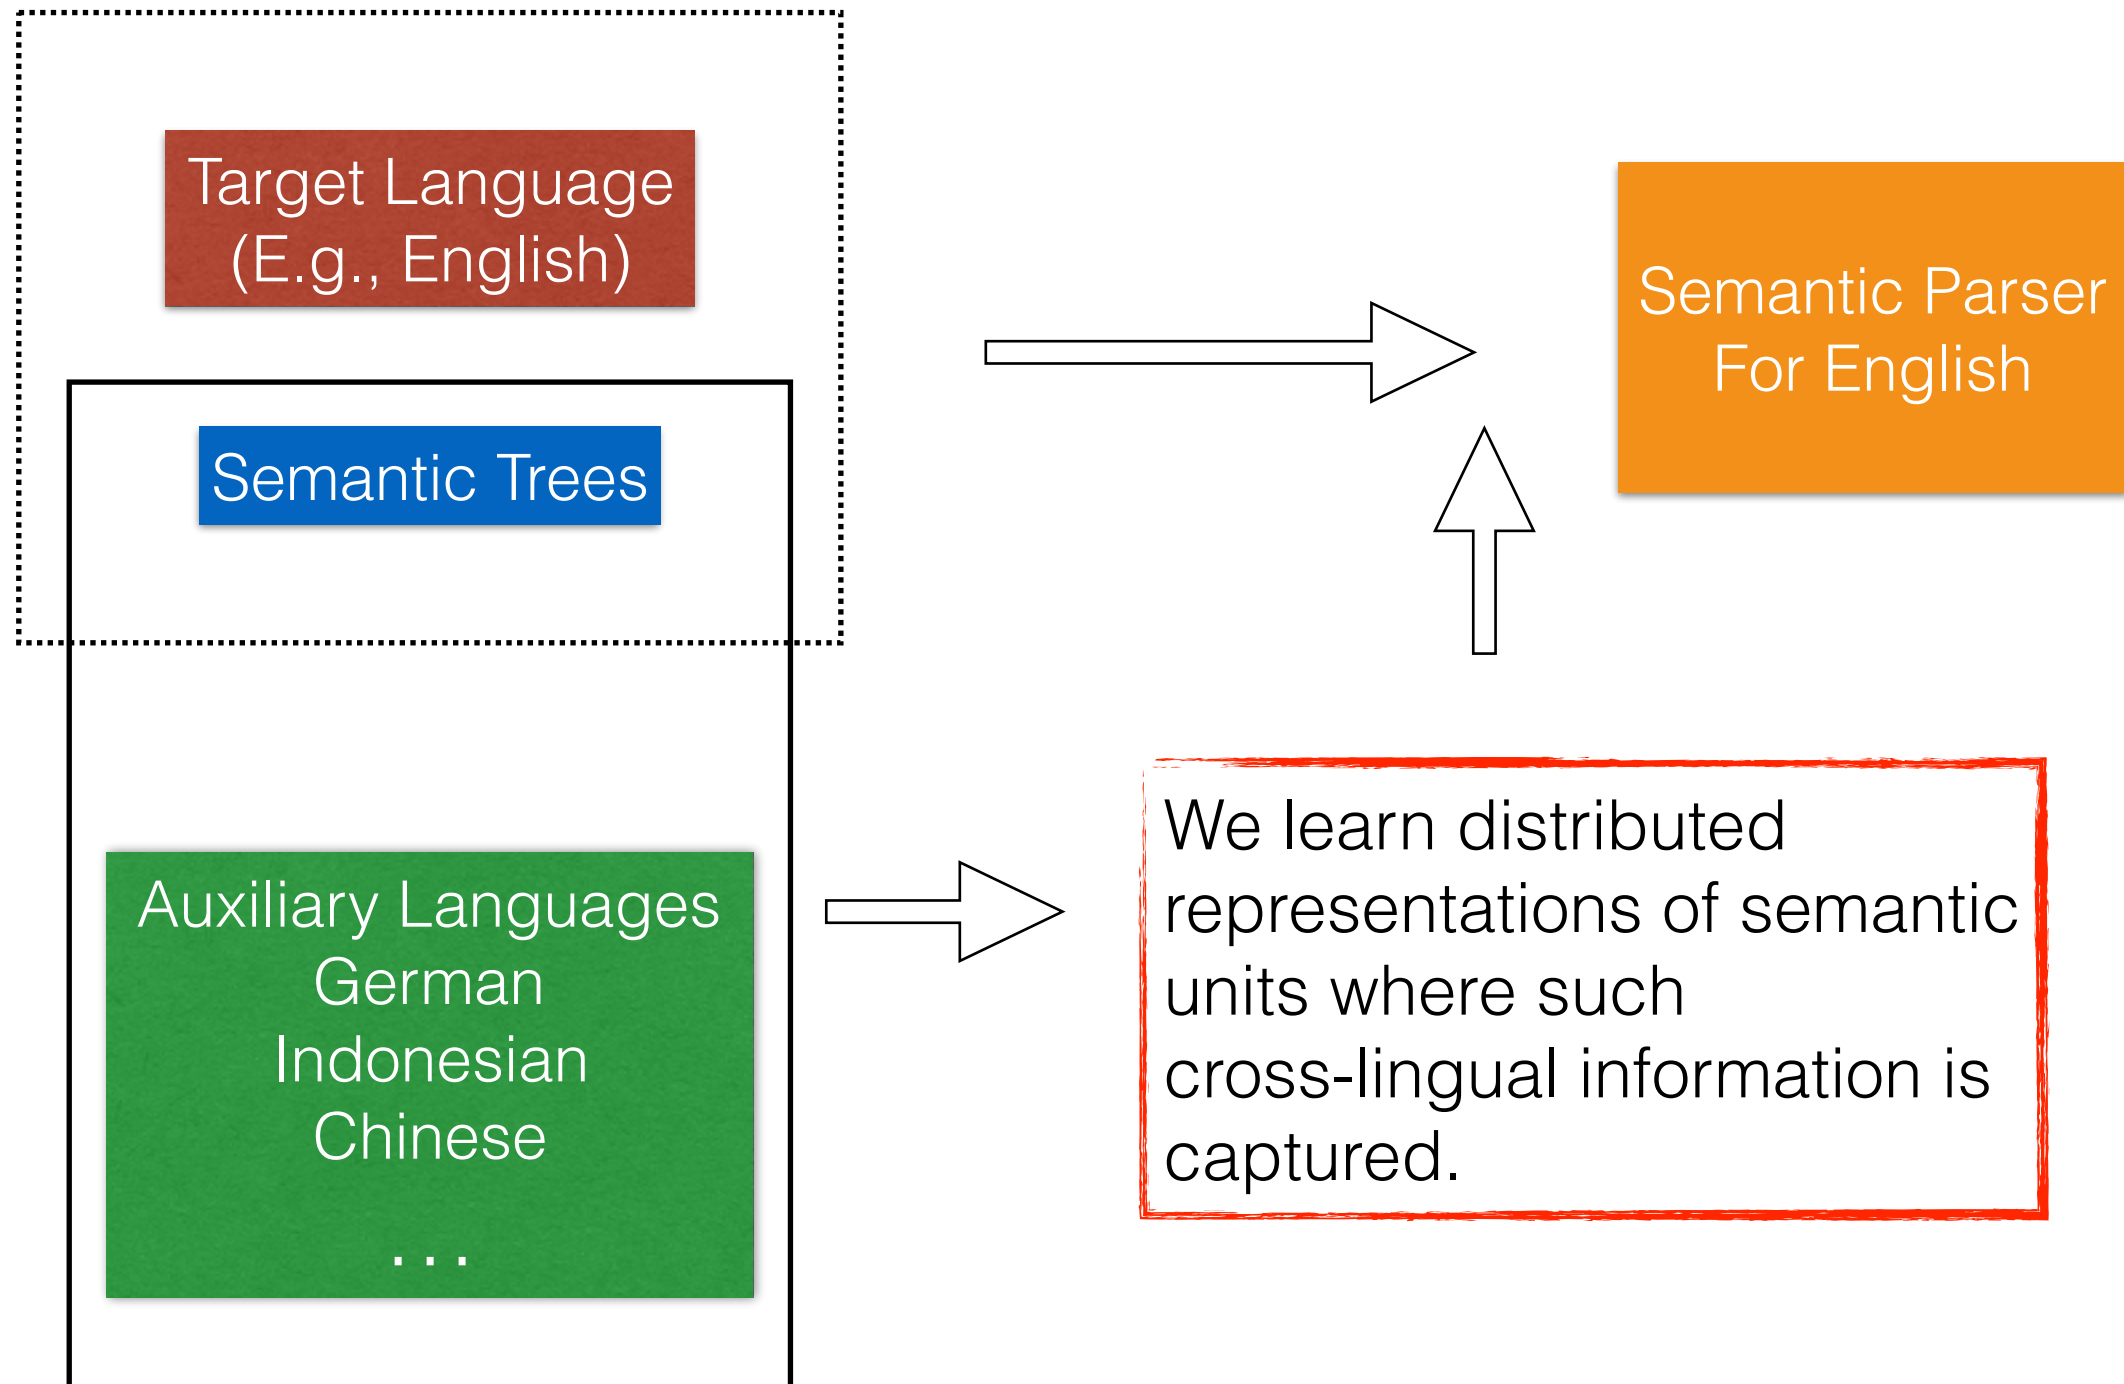 Target Language
(E.g., English)
Semantic Trees
Auxiliary Languages
German
Indonesian
Chinese
...
Semantic Parser
For English
We learn distributed
representations of semantic
units where such
cross-lingual information is
captured.